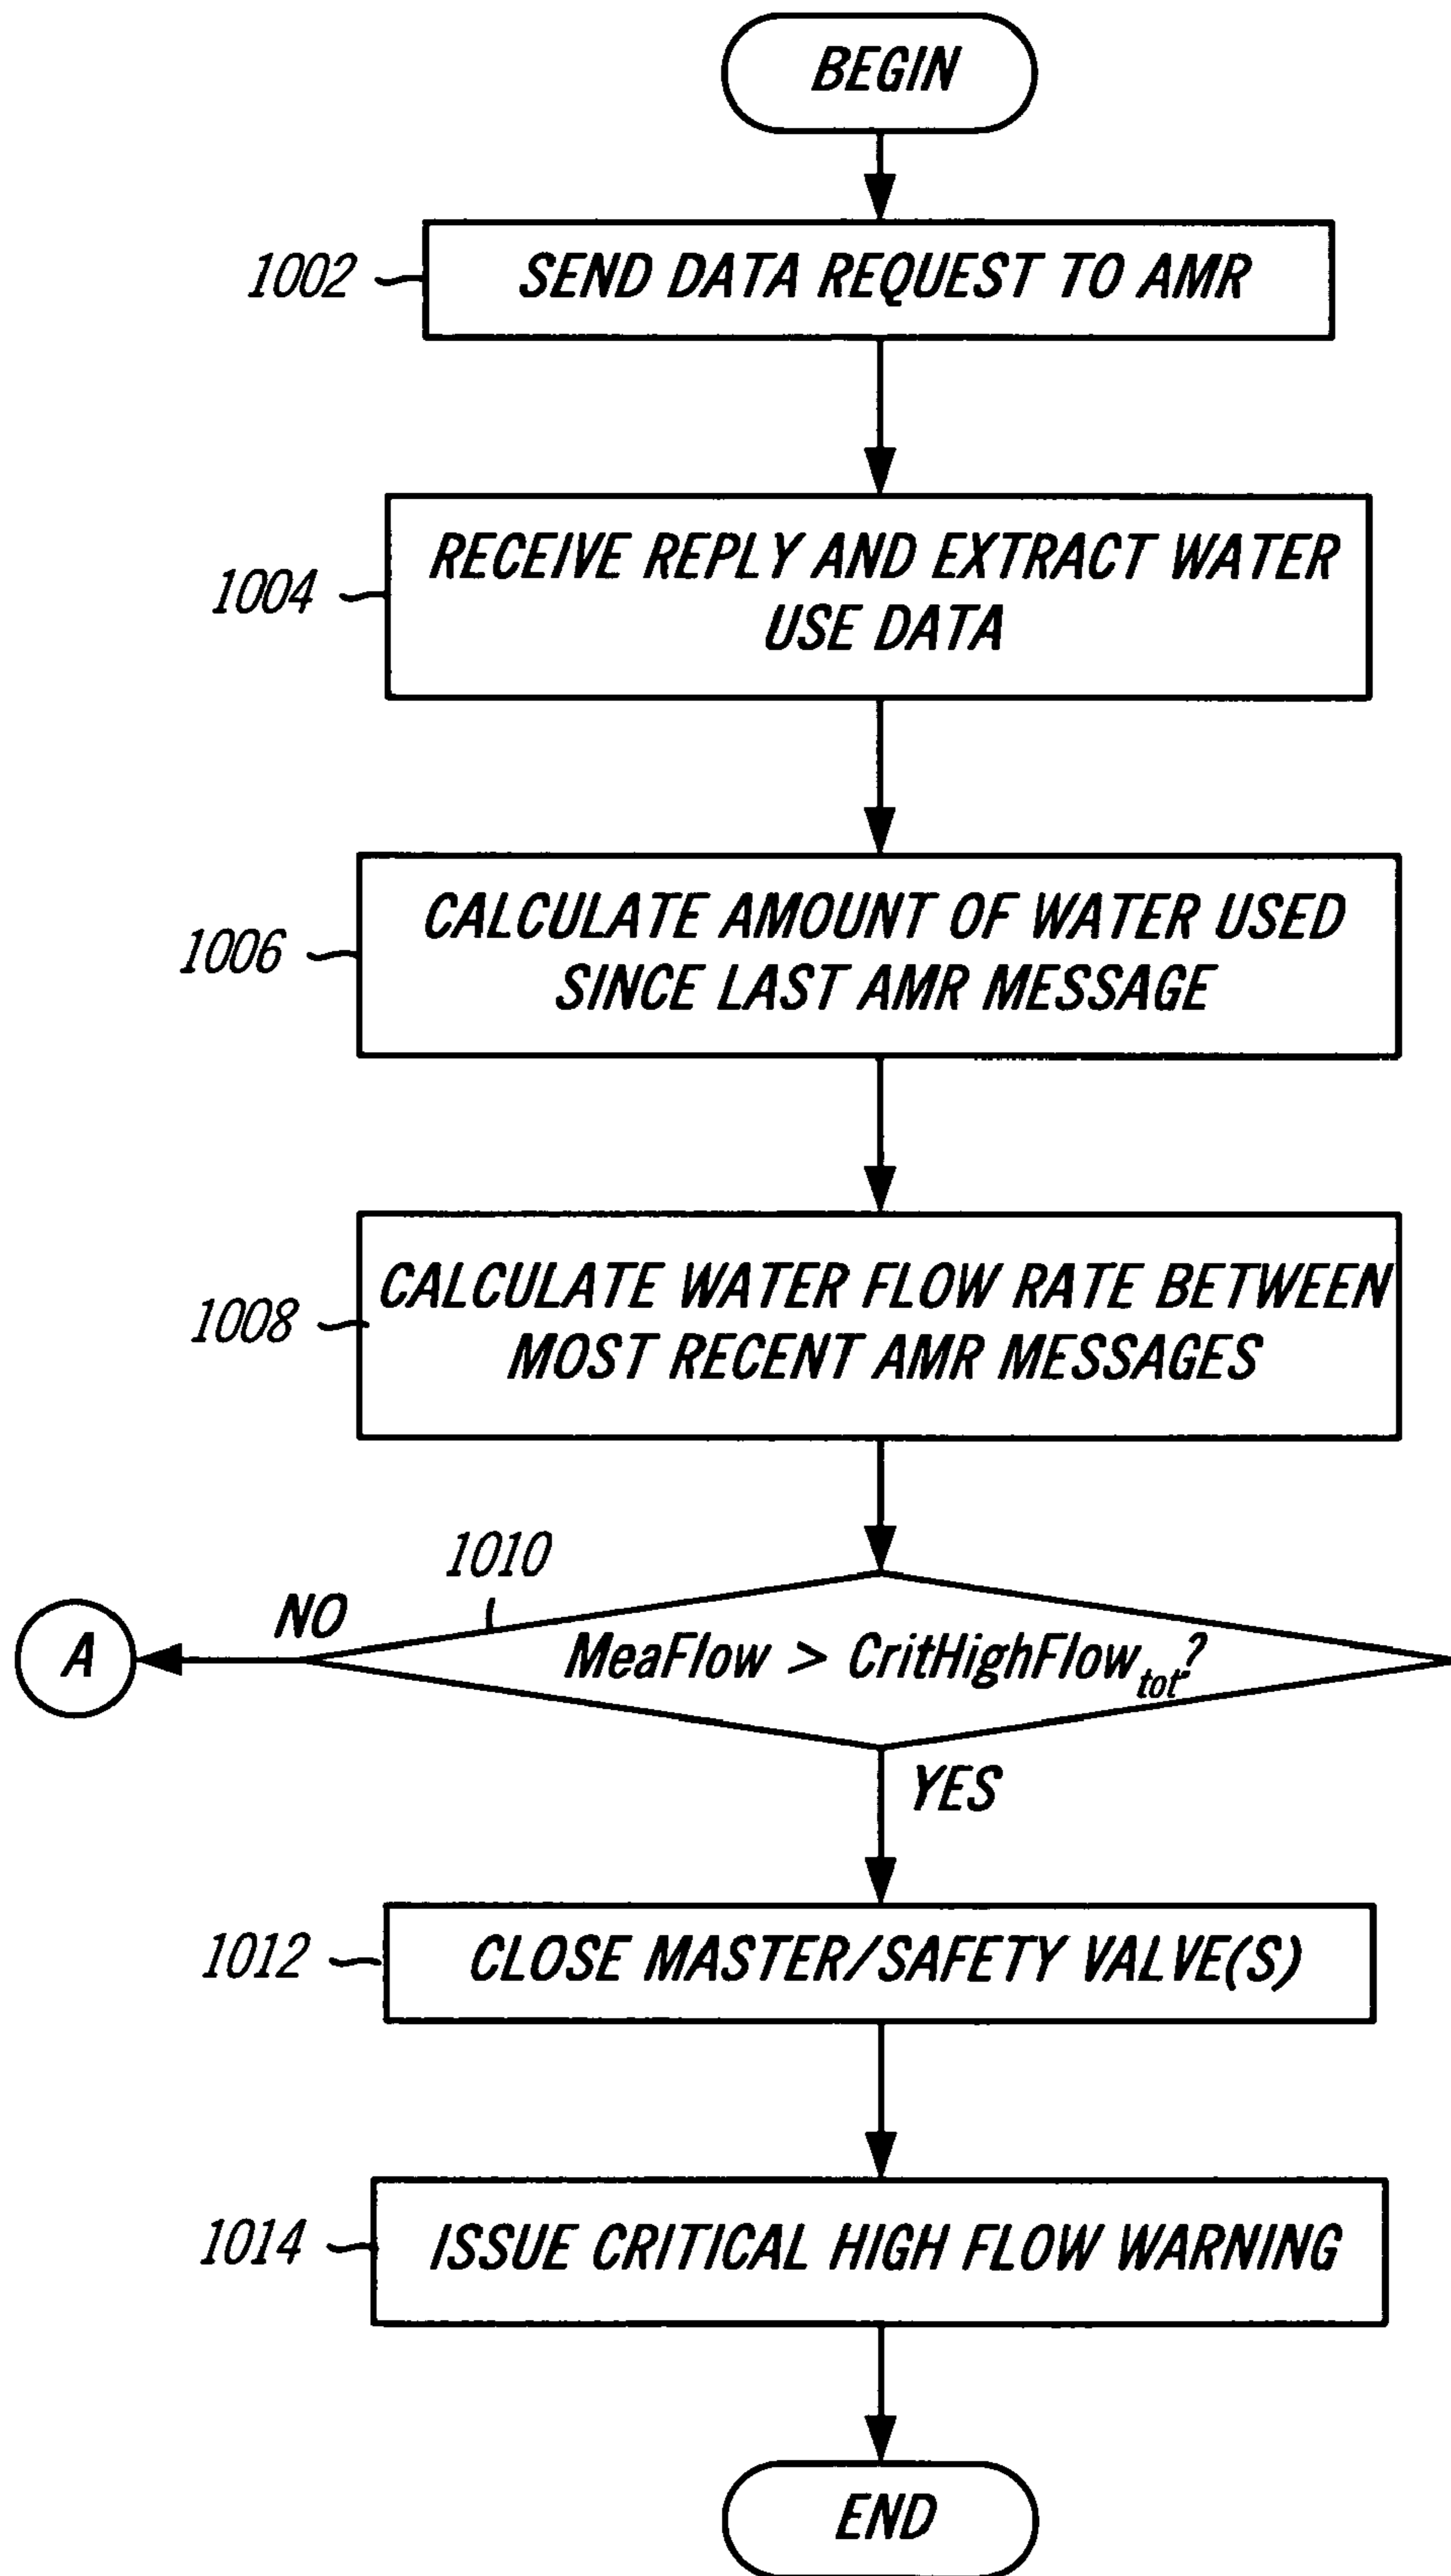 BEGIN
1002
SEND DATA REQUEST TO AMR
1004
RECEIVE REPLY AND EXTRACT WATER
USE DATA
1006
CALCULATE AMOUNT OF WATER USED
SINCE LAST AMR MESSAGE
1008
CALCULATE WATER FLOW RATE BETWEEN
MOST RECENT AMR MESSAGES
1010
A
NO
MeaFlow > CritHighFlowtot?
YES
1012
CLOSE MASTER/SAFETY VALVE(S)
1014
ISSUE CRITICAL HIGH FLOW WARNING
END